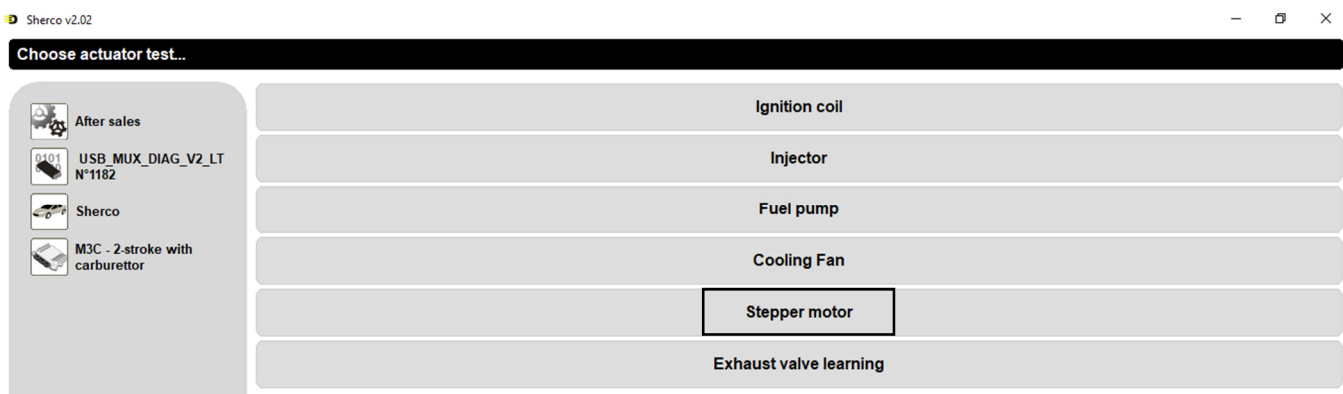 Sherco v2.02
Choose actuator test...
After sales
USB_MUX_DIAG_V2_LT
N°1182
Sherco
M3C - 2-stroke with
carburettor
Ignition coil
Injector
Fuel pump
Cooling Fan
Stepper motor
Exhaust valve learning